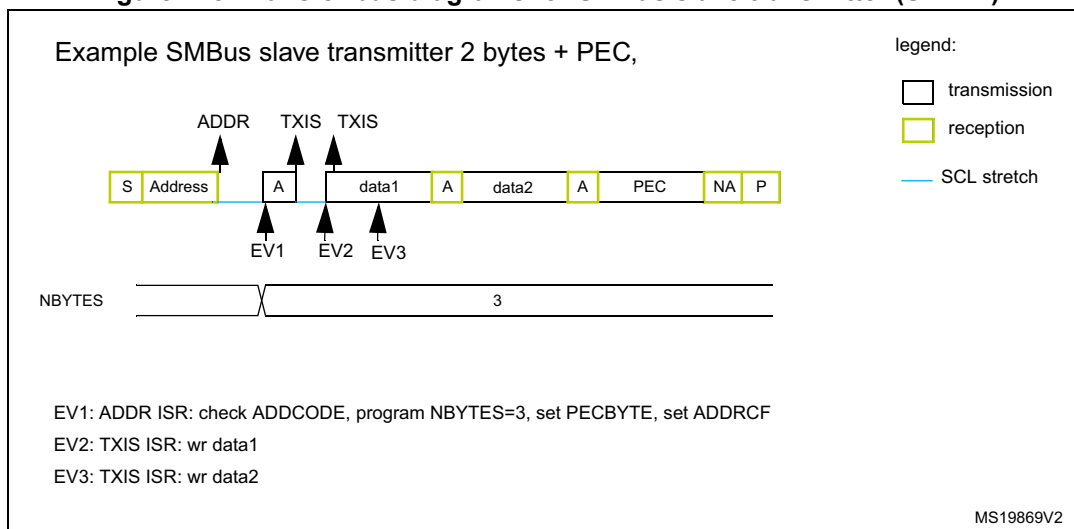 Example SMBus slave transmitter 2 bytes + PEC,
legend:
transmission
reception
SCL stretch
ADDR TXIS TXIS
S Address A data1 A data2 A PEC NA P
EV1 EV2 EV3
NBYTES 3
EV1: ADDR ISR: check ADDCODE, program NBYTES=3, set PECBYTE, set ADDRCF
EV2: TXIS ISR: wr data1
EV3: TXIS ISR: wr data2
MS19869V2